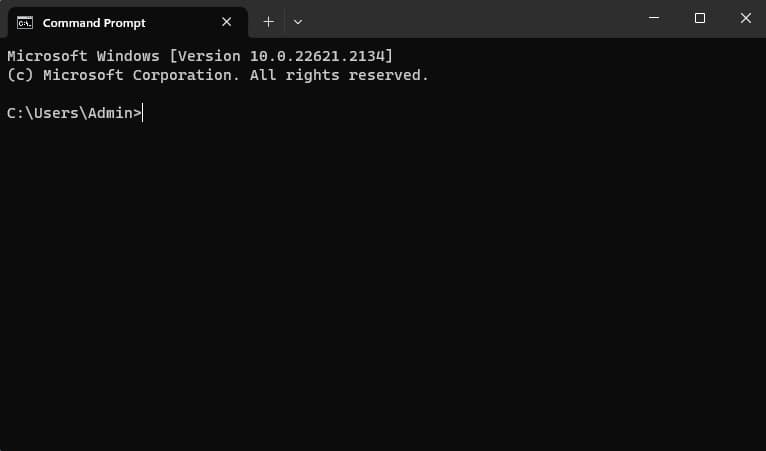 Command Prompt
Microsoft Windows [Version 10.0.22621.2134]
(c) Microsoft Corporation. All rights reserved.
C:\Users\Admin>